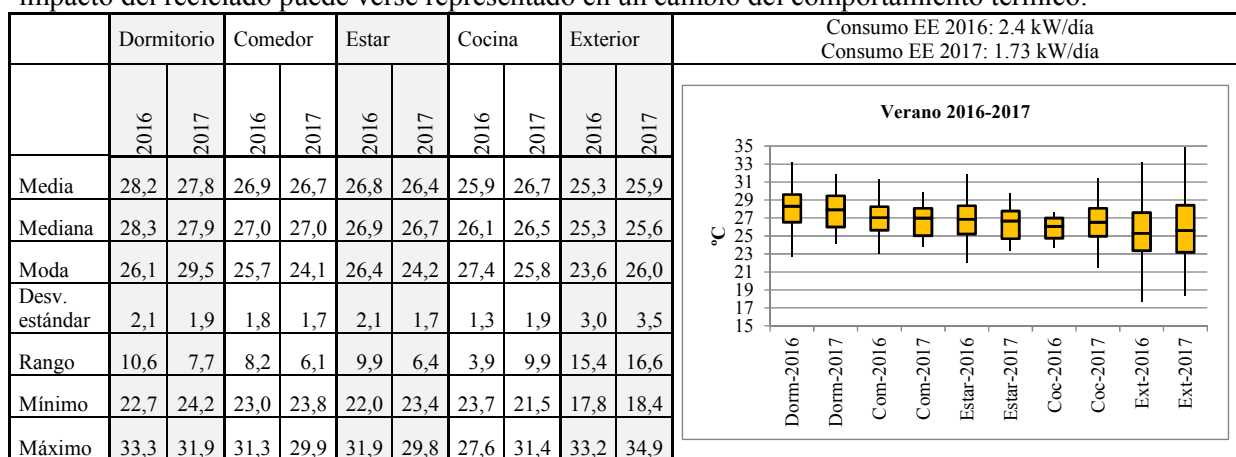 impacto del reciclado puede verse representado en un cambio del comportamiento térmico.
Dormitorio Comedor Estar Cocina Exterior
Consumo EE 2016: 2.4 kW/día
Consumo EE 2017: 1.73 kW/día
2016 2017 2016 2017 2016 2017 2016 2017 2016 2017
Media 28,2 27,8 26,9 26,7 26,8 26,4 25,9 26,7 25,3 25,9
Mediana 28,3 27,9 27,0 27,0 26,9 26,7 26,1 26,5 25,3 25,6
Moda 26,1 29,5 25,7 24,1 26,4 24,2 27,4 25,8 23,6 26,0
Desv.
estándar 2,1 1,9 1,8 1,7 2,1 1,7 1,3 1,9 3,0 3,5
Rango 10,6 7,7 8,2 6,1 9,9 6,4 3,9 9,9 15,4 16,6
Mínimo 22,7 24,2 23,0 23,8 22,0 23,4 23,7 21,5 17,8 18,4
Máximo 33,3 31,9 31,3 29,9 31,9 29,8 27,6 31,4 33,2 34,9
Verano 2016-2017
ºC
35
33
31
29
27
25
23
21
19
17
15
Dorm-2016
Dorm-2017
Com-2016
Com-2017
Estar-2016
Estar-2017
Coc-2016
Coc-2017
Ext-2016
Ext-2017